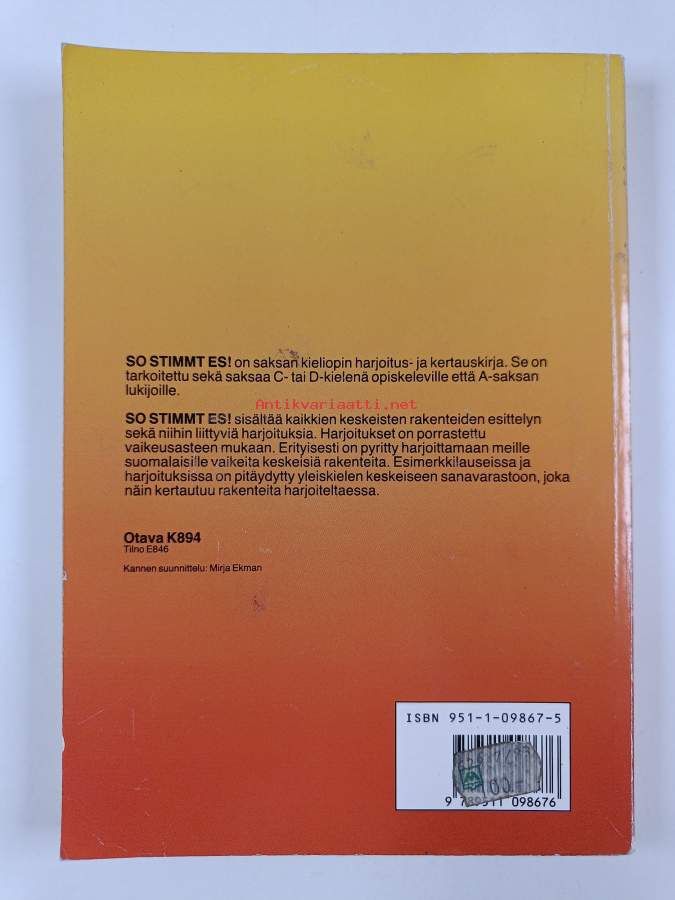 SO STIMMT ES! on saksan kieliopin harjoitus- ja kertauskirja. Se on
tarkoitettu sekä saksaa C- tai D-kielenä opiskeleville että A-saksan
lukijoille.
Antikvariaatti.net
SO STIMMT ES! sisältää kaikkien keskeisten rakenteiden esittelyn
sekä niihin liittyviä harjoituksia. Harjoitukset on porrastettu
vaikeusasteen mukaan. Erityisesti on pyritty harjoittamaan meille
suomalaisille vaikeita keskeisiä rakenteita. Esimerkkilauseissa ja
harjoituksissa on pitäydytty yleiskielen keskeiseen sanavarastoon, joka
näin kertautuu rakenteita harjoiteltaessa.
Otava K894
Tilno E846
Kannen suunnittelu: Mirja Ekman
ISBN 951-1-09867-5
100.-
098676